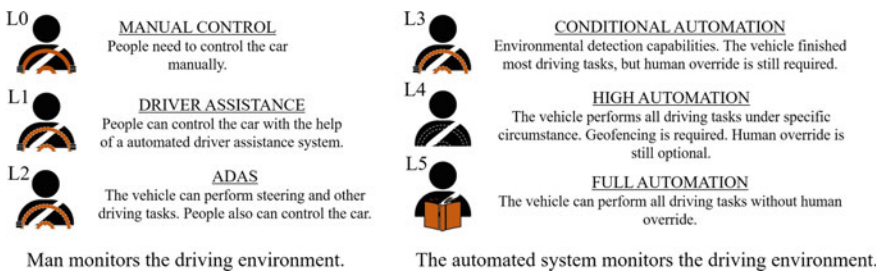 L0
MANUAL CONTROL
People need to control the car
manually.
L1
DRIVER ASSISTANCE
People can control the car with the help
of a automated driver assistance system.
L2
ADAS
The vehicle can perform steering and other
driving tasks. People also can control the car.
Man monitors the driving environment.
L3
CONDITIONAL AUTOMATION
Environmental detection capabilities. The vehicle finished
most driving tasks, but human override is still required.
L4
HIGH AUTOMATION
The vehicle performs all driving tasks under specific
circumstance. Geofencing is required. Human override is
still optional.
L5
FULL AUTOMATION
The vehicle can perform all driving tasks without human
override.
The automated system monitors the driving environment.